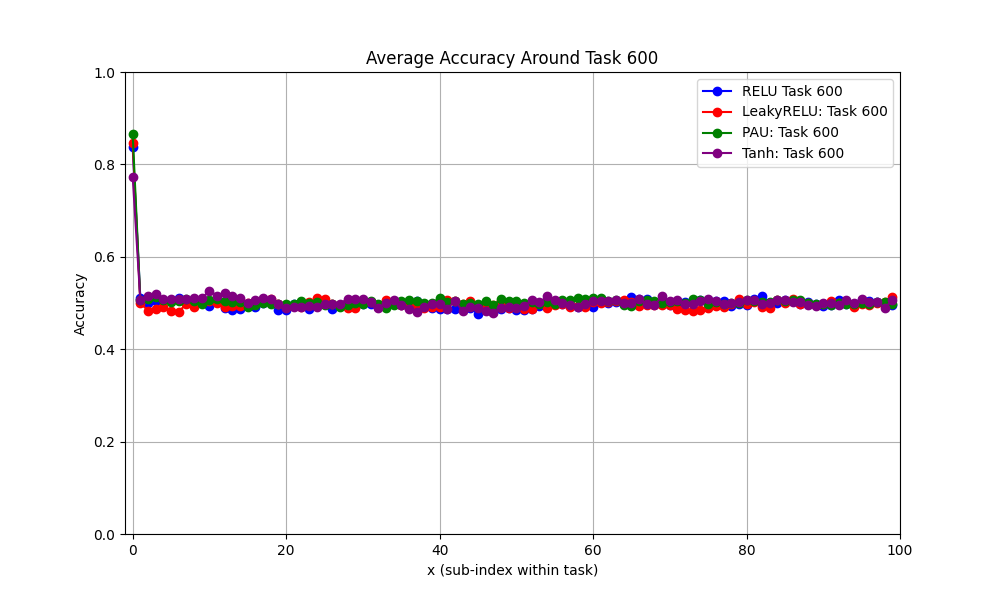 Average Accuracy Around Task 600
1.0
0.8
0.6
0.4
0.2
0.0
Accuracy
RELU Task 600
LeakyRELU: Task 600
PAU: Task 600
Tanh: Task 600
0 20 40 60 80 100
x (sub-index within task)